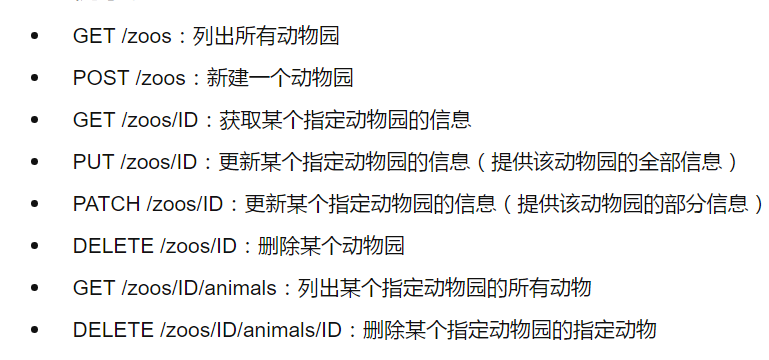 GET /zoos：列出所有动物园
POST /zoos：新建一个动物园
GET /zoos/ID：获取某个指定动物园的信息
PUT /zoos/ID：更新某个指定动物园的信息（提供该动物园的全部信息）
PATCH /zoos/ID：更新某个指定动物园的信息（提供该动物园的部分信息）
DELETE /zoos/ID：删除某个动物园
GET /zoos/ID/animals：列出某个指定动物园的所有动物
DELETE /zoos/ID/animals/ID：删除某个指定动物园的指定动物